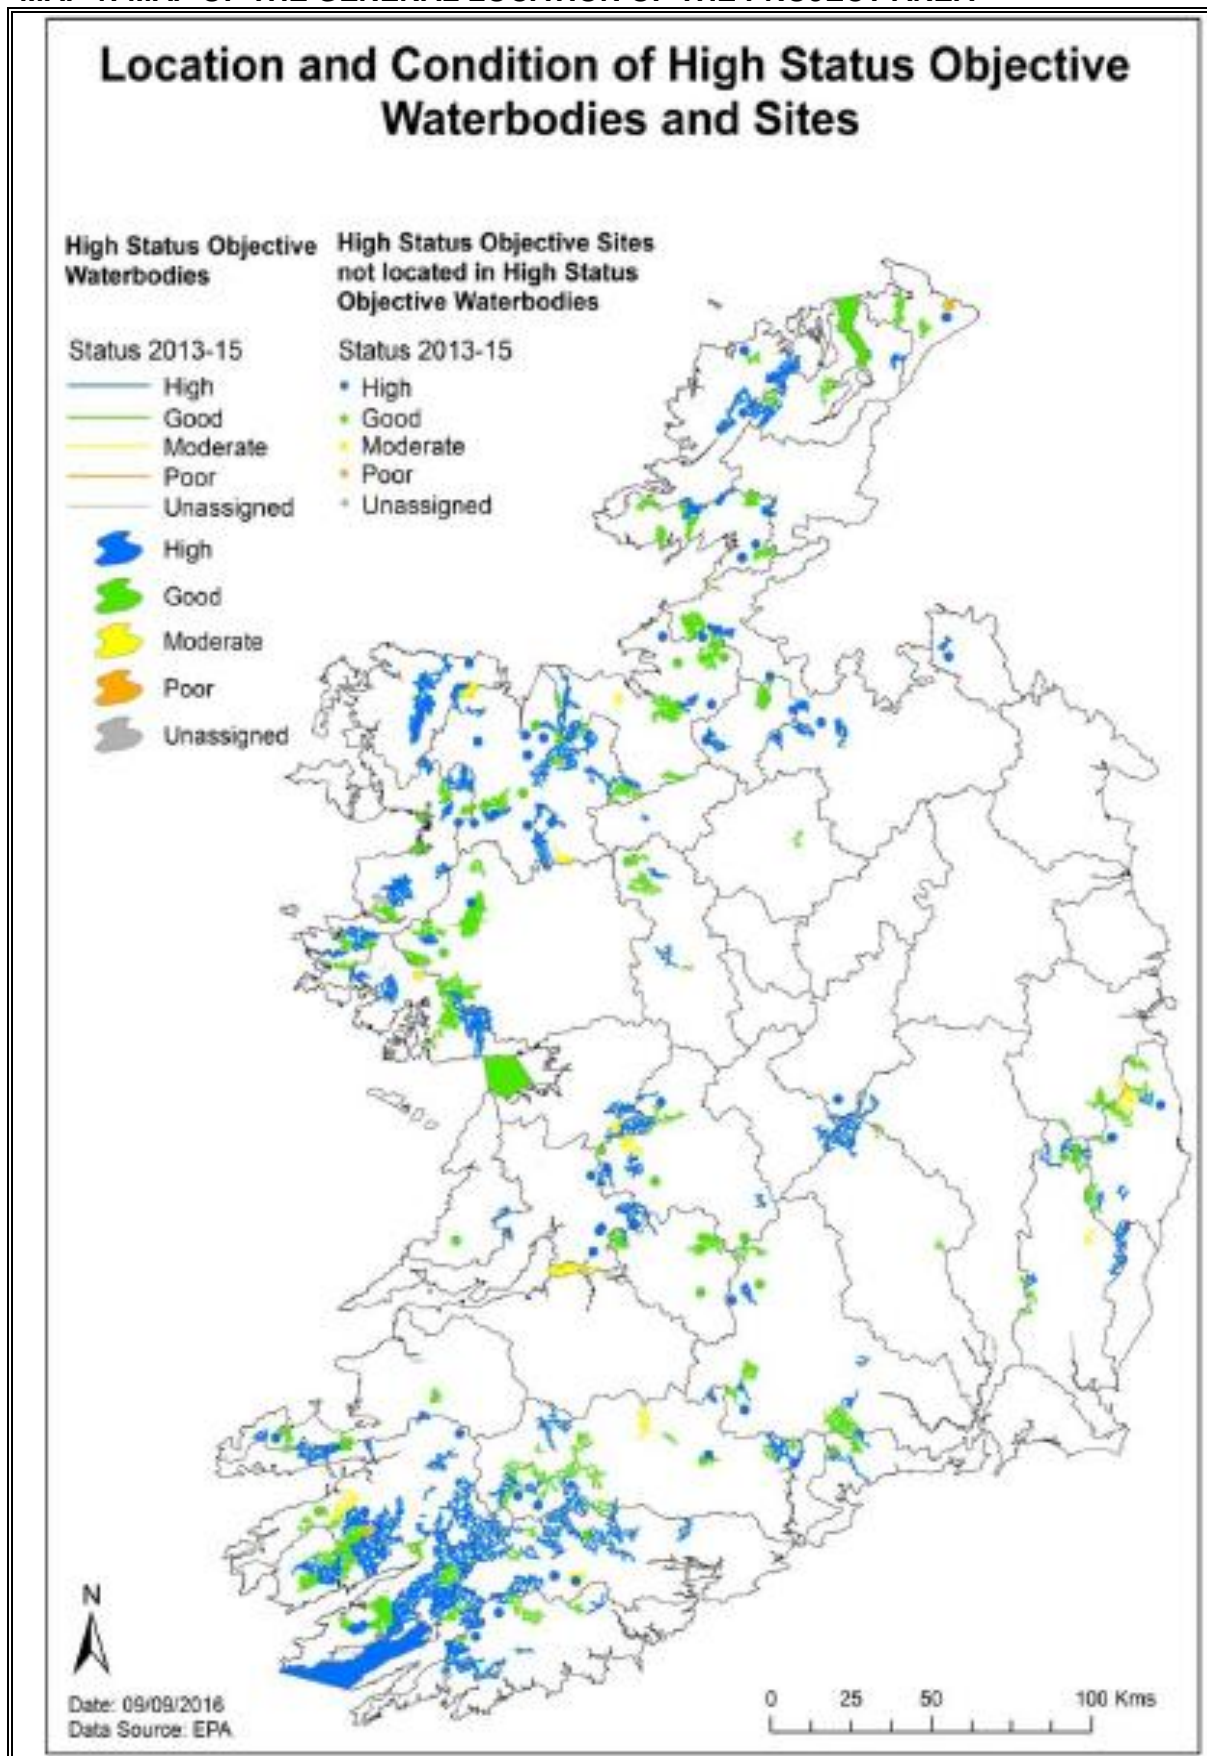 Location and Condition of High Status Objective
Waterbodies and Sites
High Status Objective
Waterbodies
Status 2013-15
High
Good
Moderate
Poor
Unassigned
High
Good
Moderate
Poor
Unassigned
High Status Objective Sites
not located in High Status
Objective Waterbodies
Status 2013-15
High
Good
Moderate
Poor
Unassigned
N
Date: 09/09/2016
Data Source: EPA
0 25 50 100 Kms